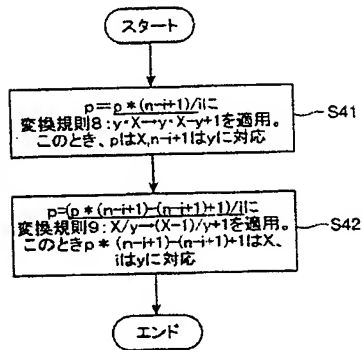 スタート
p=p*(n-i+1)/iに
変換規則8:y・X→y・X-y+1を適用。
このとき、pはX,n-i+1はyに対応
S41
p=(p*(n-i+1)-(n-i+1)+1)/iに
変換規則9:X/y→(X-1)/y+1を適用。
このときp*(n-i+1)-(n-i+1)+1はX、
iはyに対応
S42
エンド